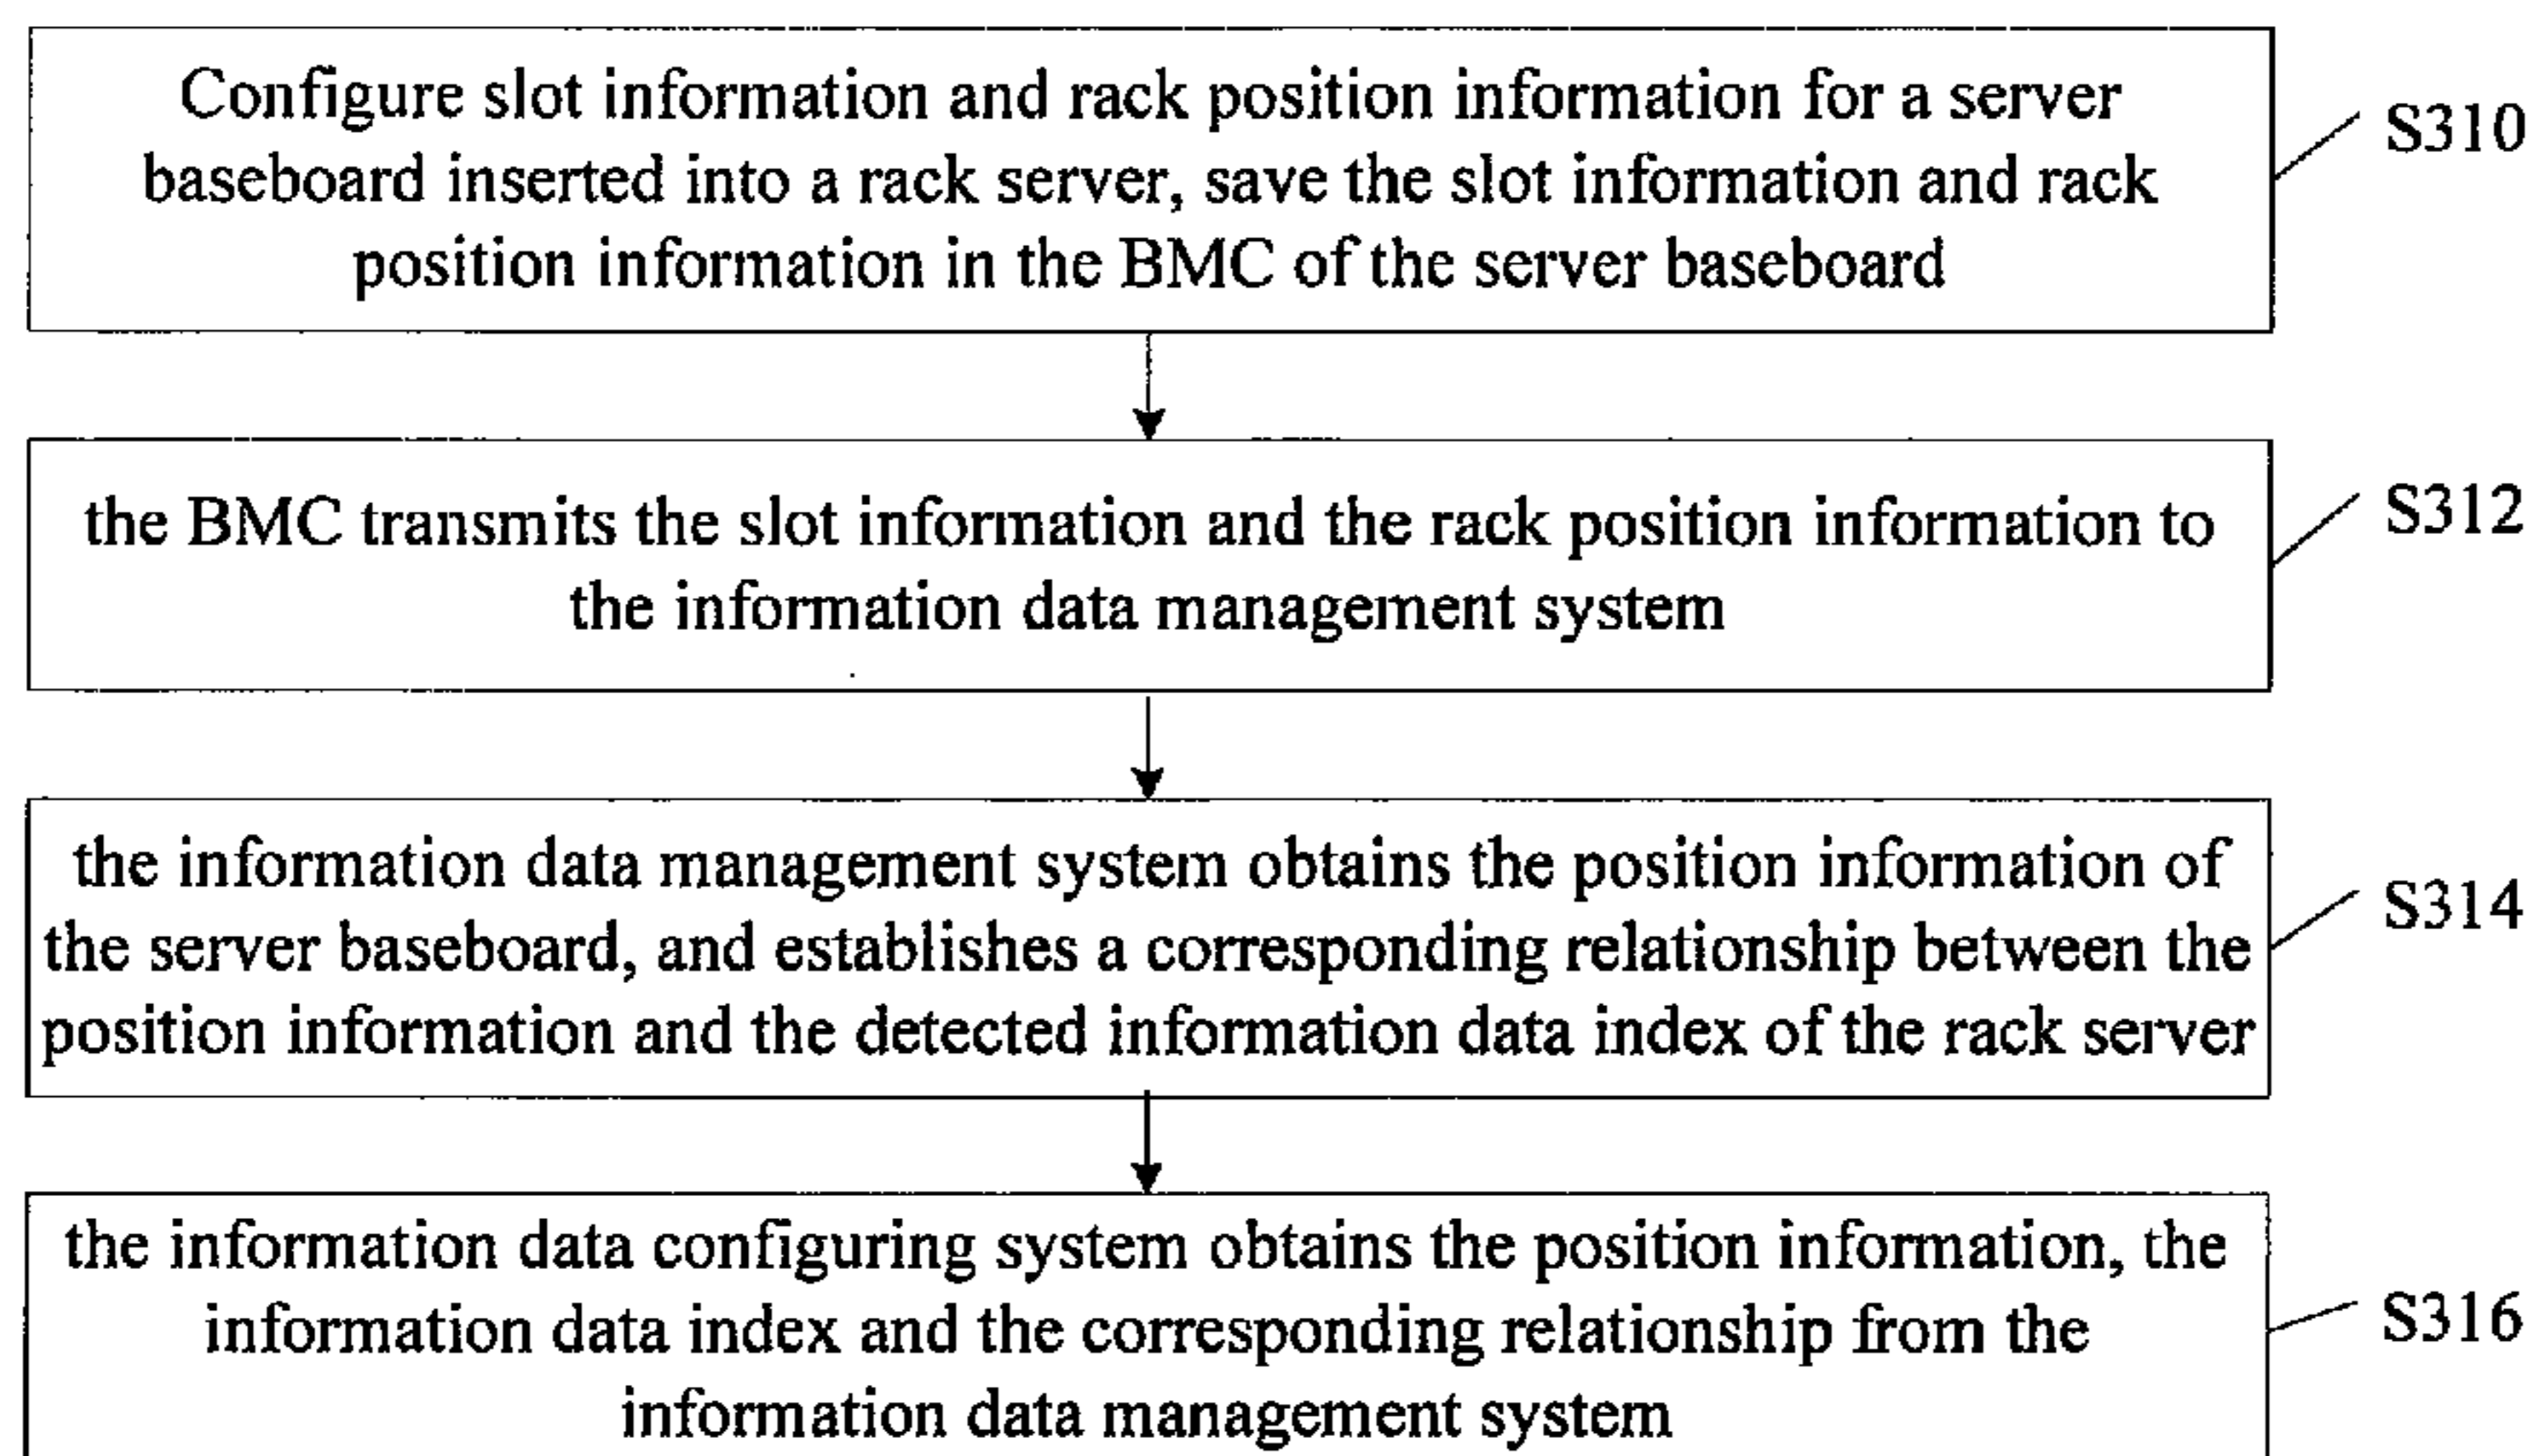 Configure slot information and rack position information for a server
baseboard inserted into a rack server, save the slot information and rack
position information in the BMC of the server baseboard
S310
the BMC transmits the slot information and the rack position information to
the information data management system
S312
the information data management system obtains the position information of
the server baseboard, and establishes a corresponding relationship between the
position information and the detected information data index of the rack server
S314
the information data configuring system obtains the position information, the
information data index and the corresponding relationship from the
information data management system
S316